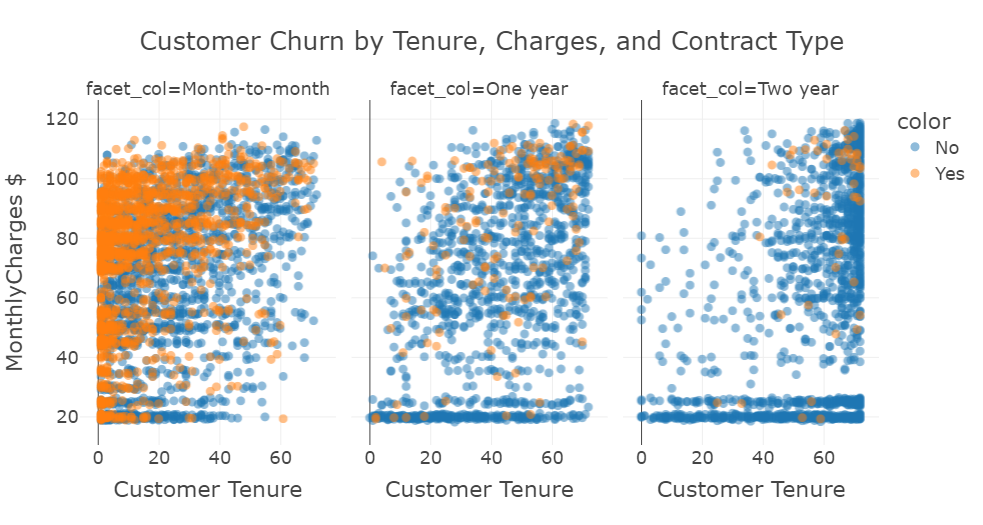 Customer Churn by Tenure, Charges, and Contract Type
facet_col=Month-to-month
facet_col=One year
facet_col=Two year
color
No
Yes
MonthlyCharges $
120
100
80
60
40
20
0 20 40 60
0 20 40 60
0 20 40 60
Customer Tenure
Customer Tenure
Customer Tenure